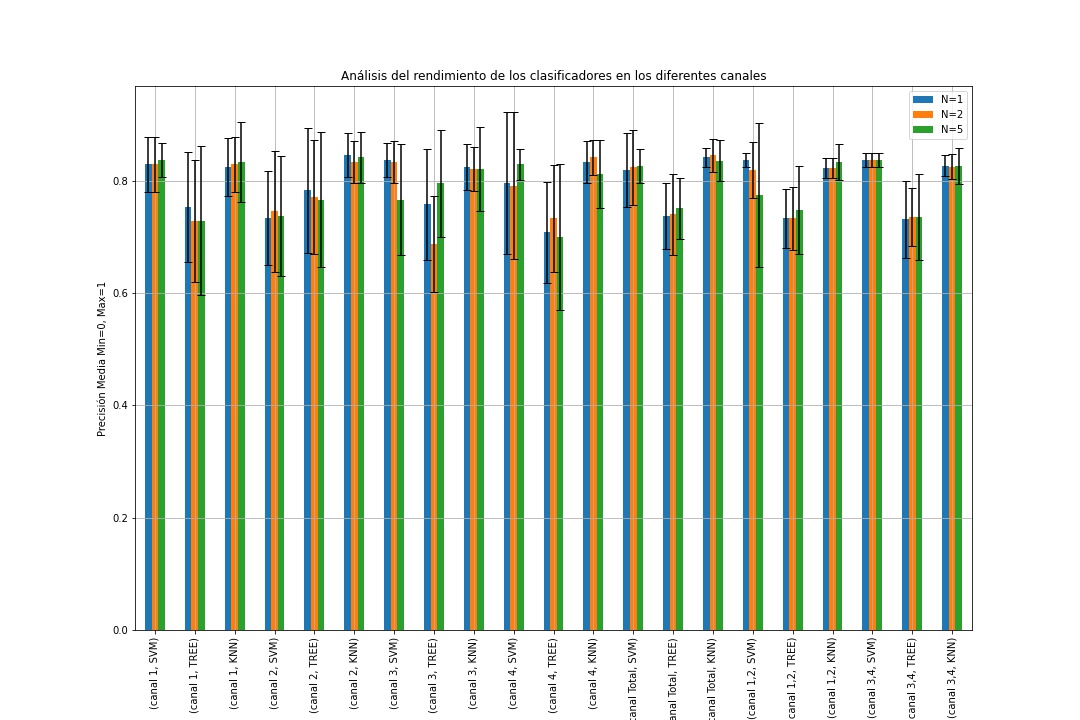 Análisis del rendimiento de los clasificadores en los diferentes canales
N=1
N=2
N=5
Precisión Media Min=0, Max=1
0.8
0.6
0.4
0.2
0.0
(canal 1, SVM)
(canal 1, TREE)
(canal 1, KNN)
(canal 2, SVM)
(canal 2, TREE)
(canal 2, KNN)
(canal 3, SVM)
(canal 3, TREE)
(canal 3, KNN)
(canal 4, SVM)
(canal 4, TREE)
(canal 4, KNN)
canal Total, SVM)
anal Total, TREE)
canal Total, KNN)
(canal 1,2, SVM)
(canal 1,2, TREE)
(canal 1,2, KNN)
(canal 3,4, SVM)
canal 3,4, TREE)
(canal 3,4, KNN)